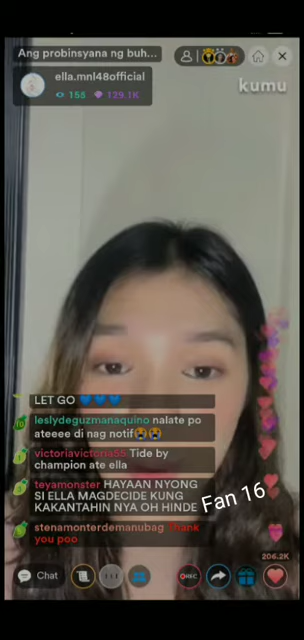 Ang probinsyana ng buh...
ella.mnl48official
155 129.1K
kumu
LET GO 💙💙💙
leslydeguzmanaquino nalate po
ateeee di nag notif😭😭
victoriavictoria55 Tide by
champion ate ella
teyamonster HAYAAN NYONG
SI ELLA MAGDECIDE KUNG
KAKANTAHIN NYA OH HINDE
Fan 16
stenamonterdemanubag Thank
you poo
206.2K
Chat
REC